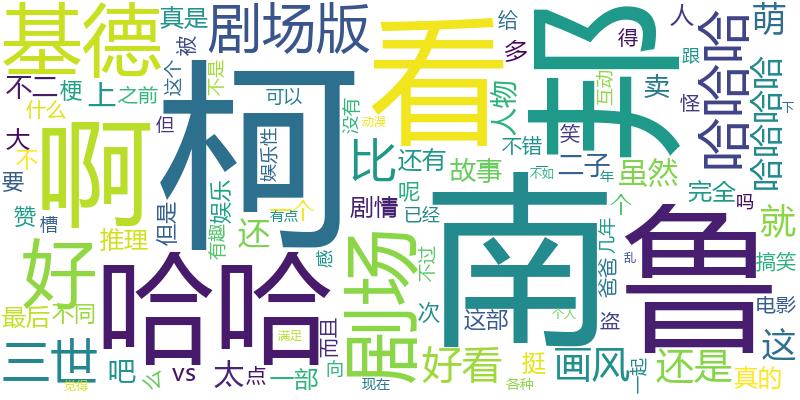 基德
真是
剧场版
看
给
多
邦
得
人
萌
哈哈哈
哈哈哈哈
不二
梗
上
之前
这个
被
不是
可以
没有
动漫
人物
互动
卖
跟
怪
下
什么
柯
啊
大
不
要
但
娱乐性
比
还有
故事
不错
笑
二子
一
年
不如
虽然
赞
槽
推理
但是
有趣
娱乐
一个
还
有点
剧情
呢
已经
南
个
几年
爸爸
鲁
完全
吗
就
好
哈哈
感
剧场
不过
乱
搞笑
最后
不同
满足
而且
次
这部
盗
个人
电影
这
三世
吧
么
vs
太
点
一部
向
现在
好看
挺
各种
画风
一起
还是
真的
觉得